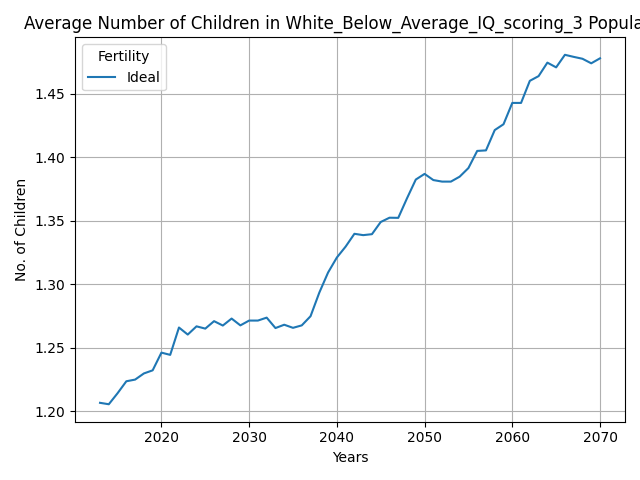 Average Number of Children in White_Below_Average_IQ_scoring_3 Popula
Fertility
Ideal
No. of Children
1.45
1.40
1.35
1.30
1.25
1.20
2020 2030 2040 2050 2060 2070
Years